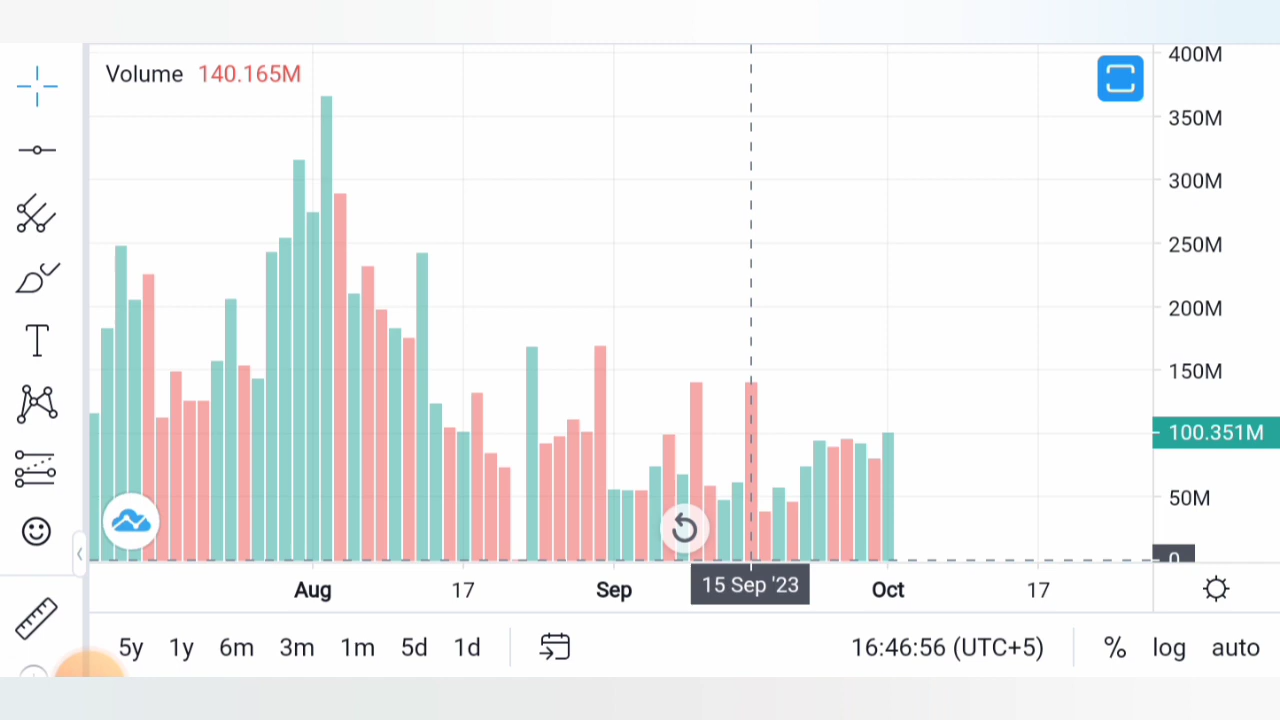 Volume 140.165M
400M
350M
300M
250M
200M
150M
100.351M
50M
0
Aug 17 Sep 15 Sep '23 Oct 17
5y 1y 6m 3m 1m 5d 1d 16:46:56 (UTC+5) % log auto